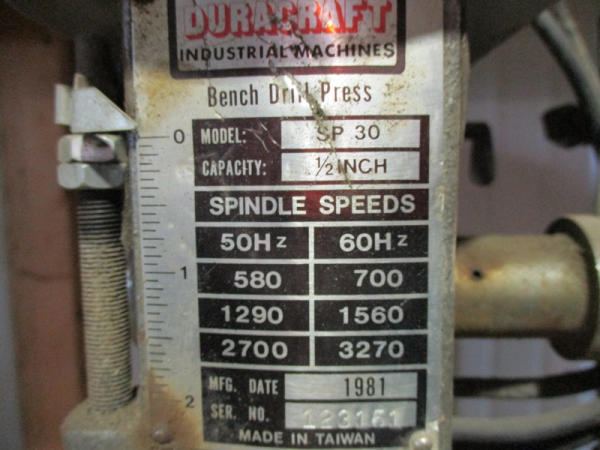 DURACRAFT
INDUSTRIAL MACHINES
Bench Drill Press
0
MODEL: SP 30
CAPACITY: 1/2 INCH
SPINDLE SPEEDS
50Hz 60Hz
1
580 700
1290 1560
2700 3270
MFG. DATE 1981
2
SER. NO. 123151
MADE IN TAIWAN